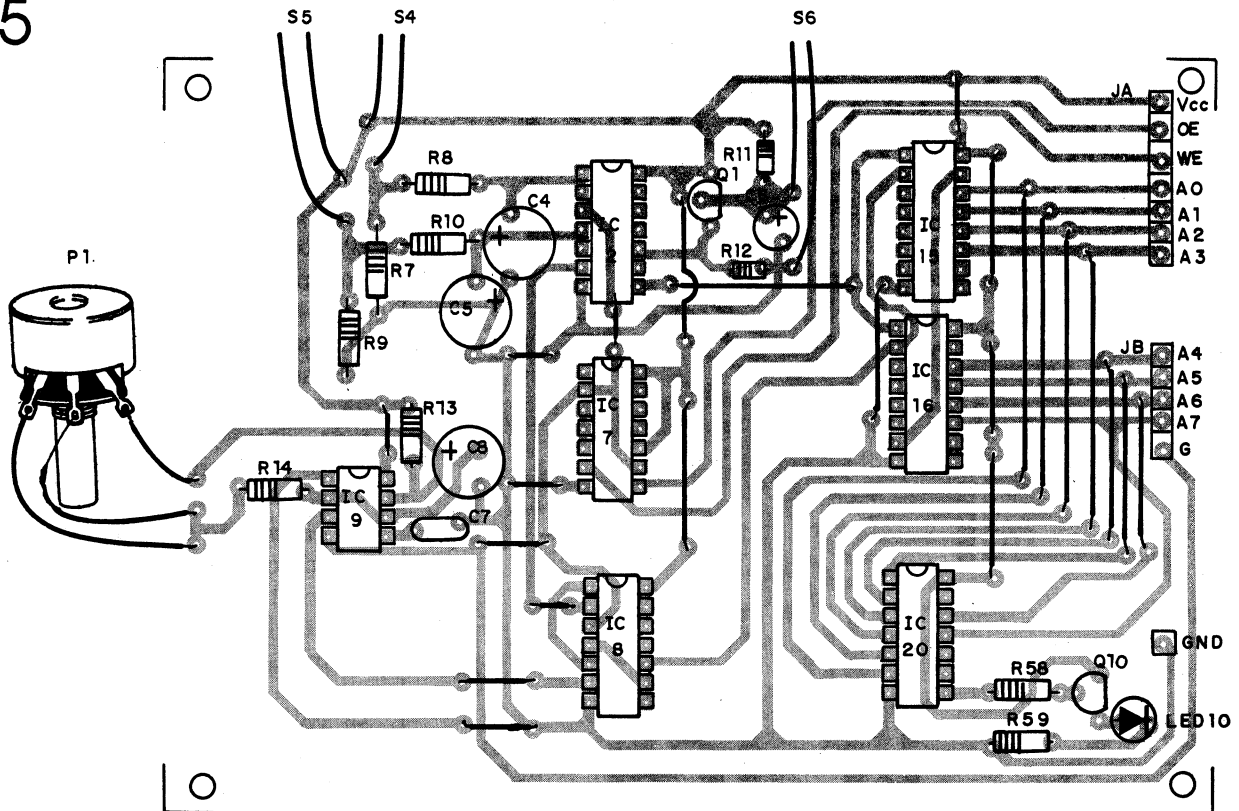 5
S5 S4 S6
JA
Vcc
OE
WE
A0
A1
A2
A3
R8
R11
Q1
C4
R10
IC
2
IC
15
R12
P1
R7
C5
R9
JB
A4
A5
A6
A7
G
IC
16
IC
7
R13
C8
R14
IC
9
C7
IC
8
IC
20
GND
R58
Q10
LED10
R59